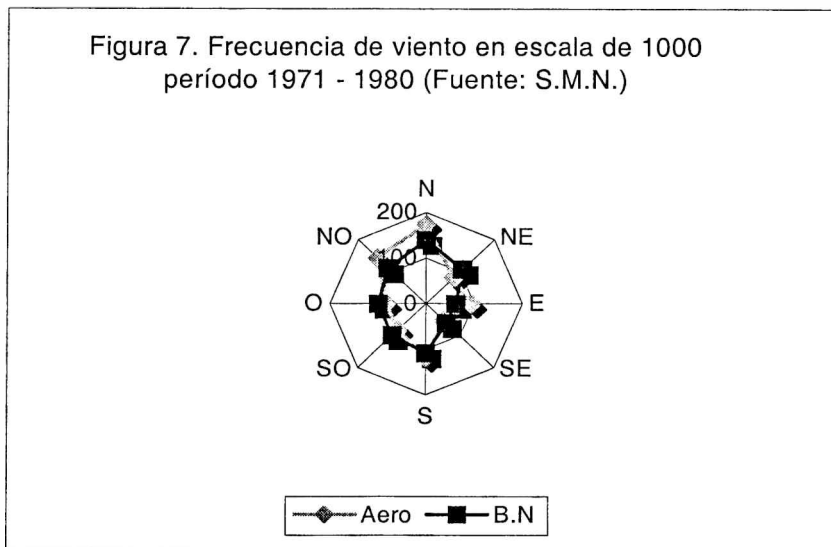 Figura 7. Frecuencia de viento en escala de 1000
período 1971 - 1980 (Fuente: S.M.N.)
N
200
NO
NE
100
O
0
E
SO
SE
S
Aero
B.N